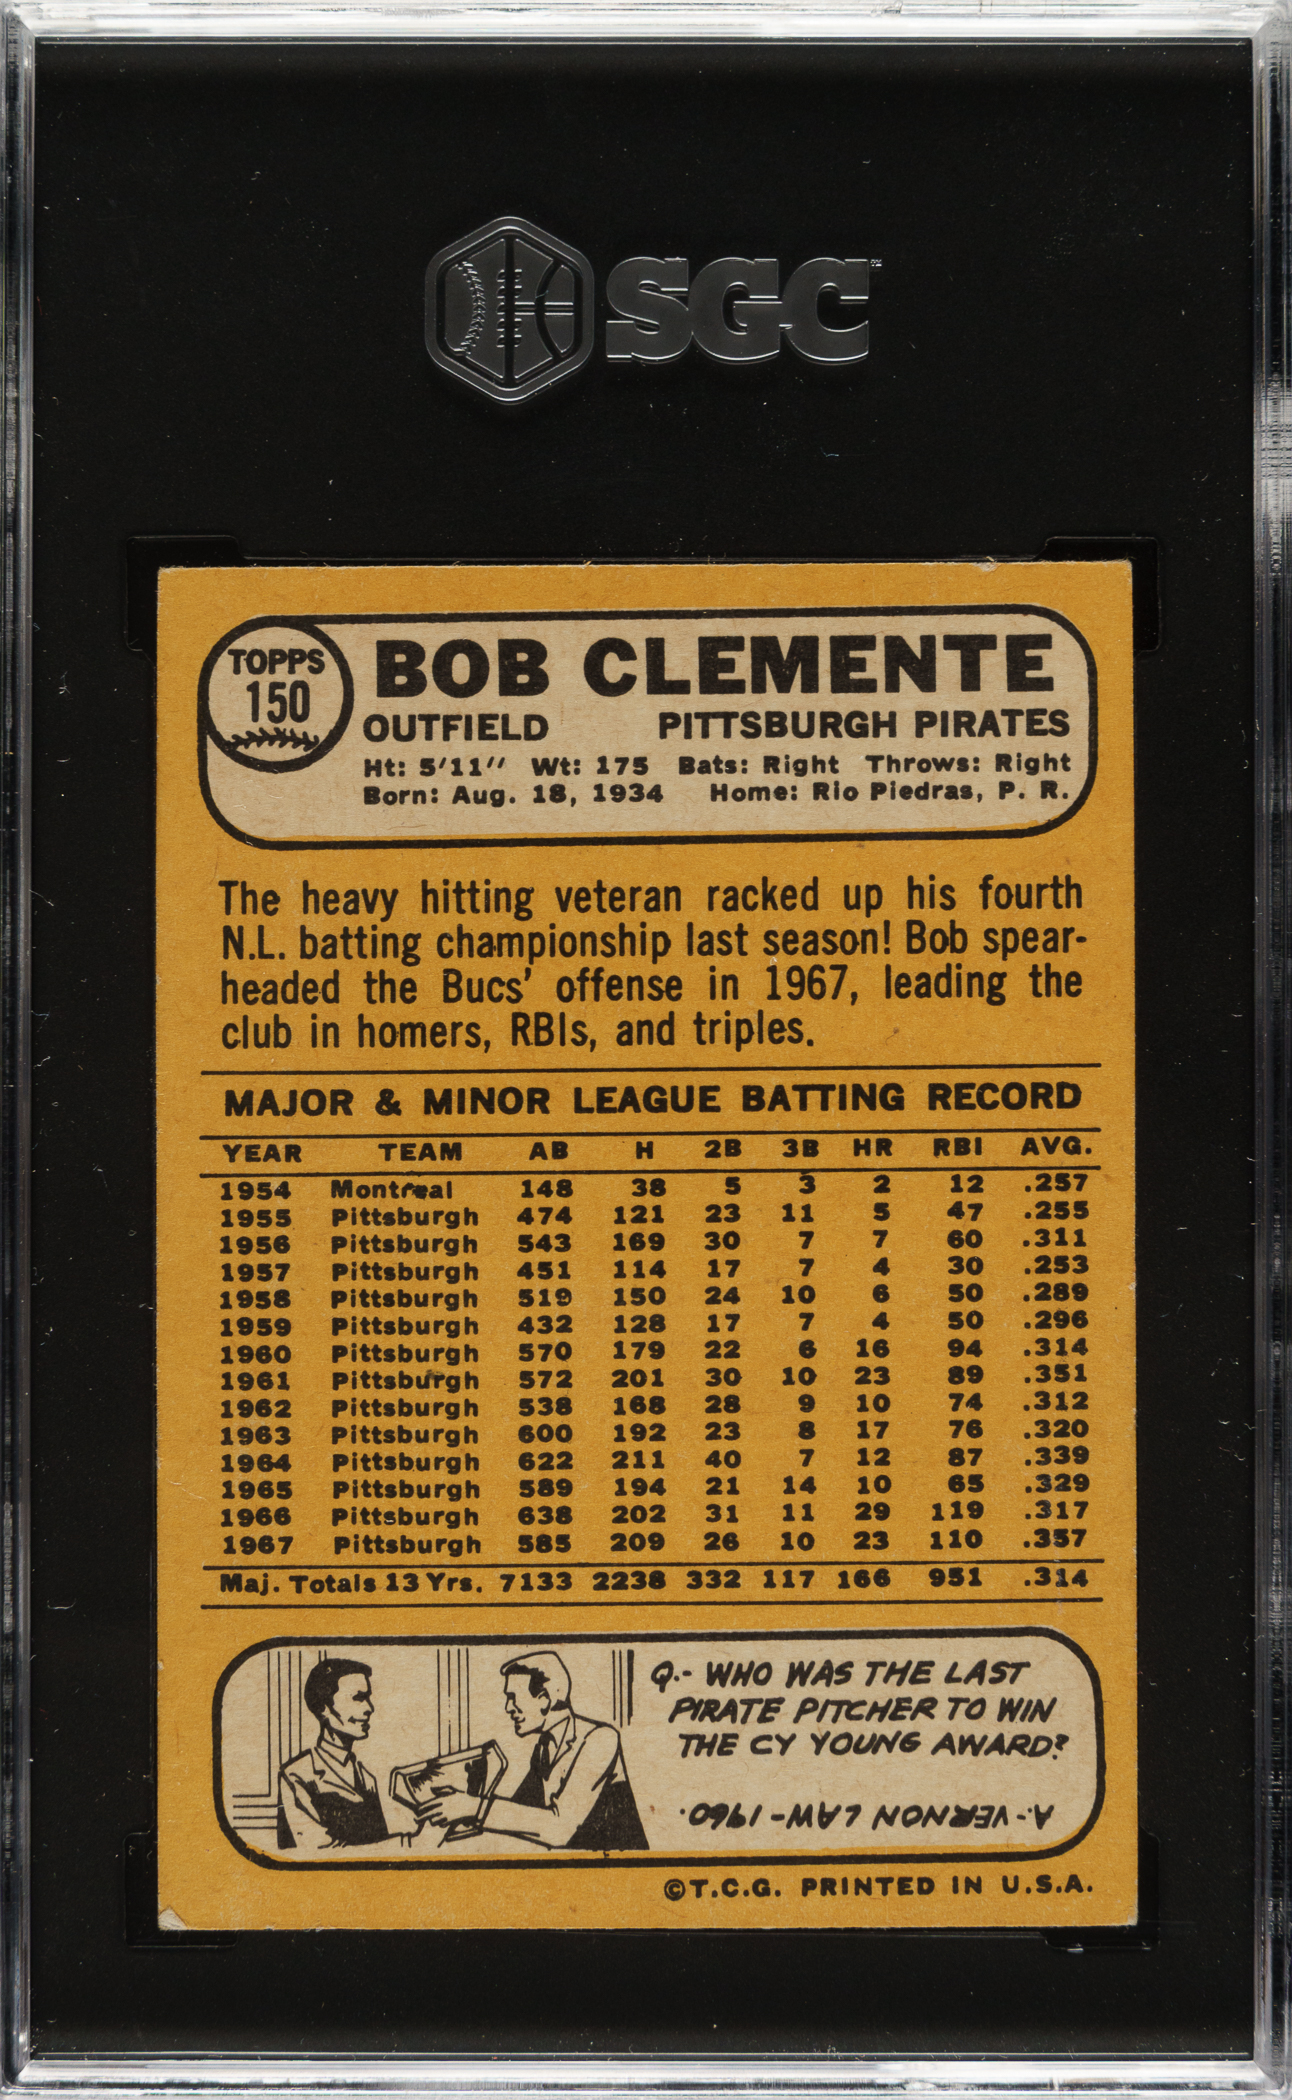 SGC
TOPPS
150
BOB CLEMENTE
OUTFIELD PITTSBURGH PIRATES
Ht: 5'11" Wt: 175 Bats: Right Throws: Right
Born: Aug. 18, 1934 Home: Rio Piedras, P. R.
The heavy hitting veteran racked up his fourth
N.L. batting championship last season! Bob spear-
headed the Bucs' offense in 1967, leading the
club in homers, RBIs, and triples.
MAJOR & MINOR LEAGUE BATTING RECORD
YEAR TEAM AB H 2B 3B HR RBI AVG.
1954 Montreal 148 38 5 3 2 12 .257
1955 Pittsburgh 474 121 23 11 5 47 .255
1956 Pittsburgh 543 169 30 7 7 60 .311
1957 Pittsburgh 451 114 17 7 4 30 .253
1958 Pittsburgh 519 150 24 10 6 50 .289
1959 Pittsburgh 432 128 17 7 4 50 .296
1960 Pittsburgh 570 179 22 6 16 94 .314
1961 Pittsburgh 572 201 30 10 23 89 .351
1962 Pittsburgh 538 168 28 9 10 74 .312
1963 Pittsburgh 600 192 23 8 17 76 .320
1964 Pittsburgh 622 211 40 7 12 87 .339
1965 Pittsburgh 589 194 21 14 10 65 .329
1966 Pittsburgh 638 202 31 11 29 119 .317
1967 Pittsburgh 585 209 26 10 23 110 .357
Maj. Totals 13 Yrs. 7133 2238 332 117 166 951 .314
Q.- WHO WAS THE LAST
PIRATE PITCHER TO WIN
THE CY YOUNG AWARD?
A.- VERNON LAW - 1960.
©T.C.G. PRINTED IN U.S.A.